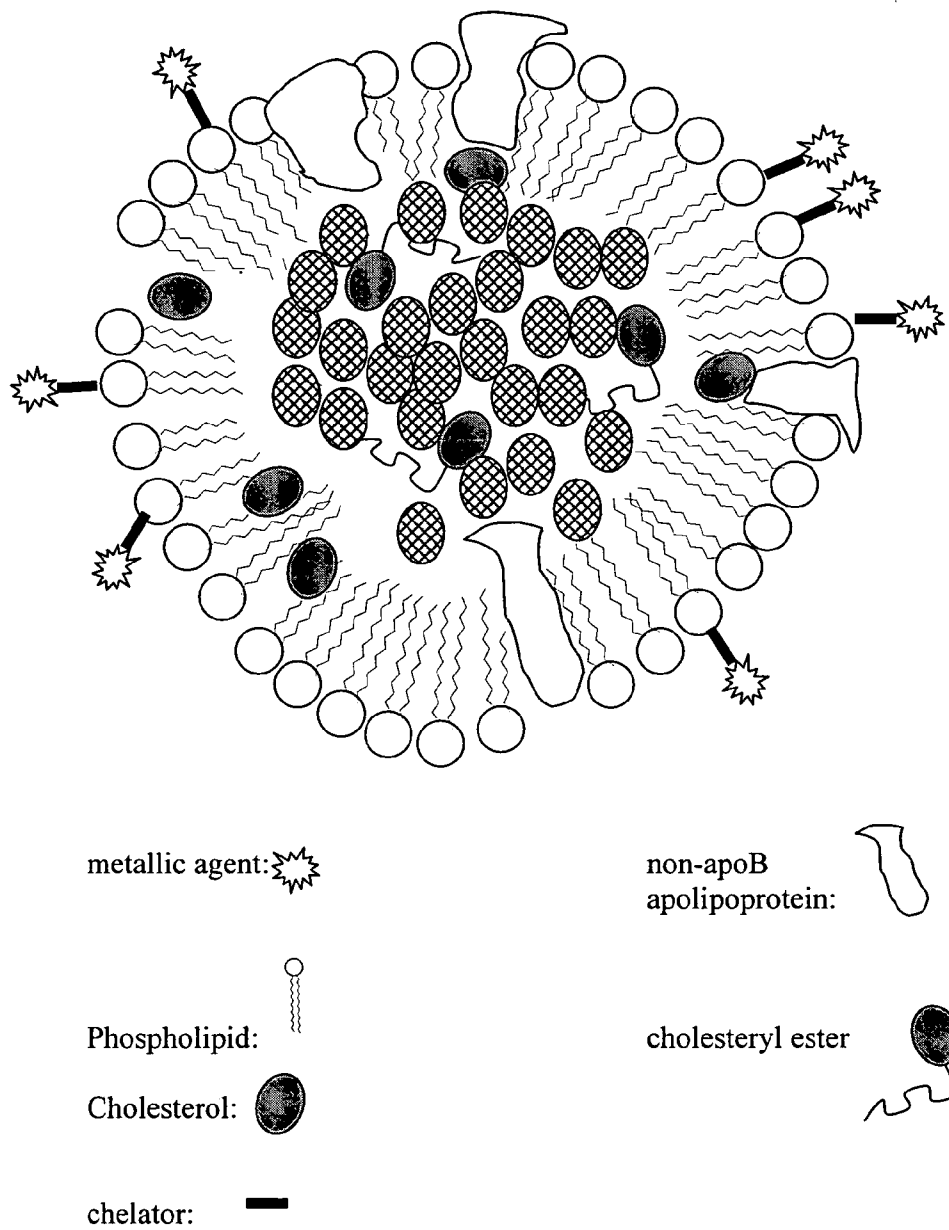 metallic agent:
non-apoB
apolipoprotein:
Phospholipid:
cholesteryl ester
Cholesterol:
chelator: